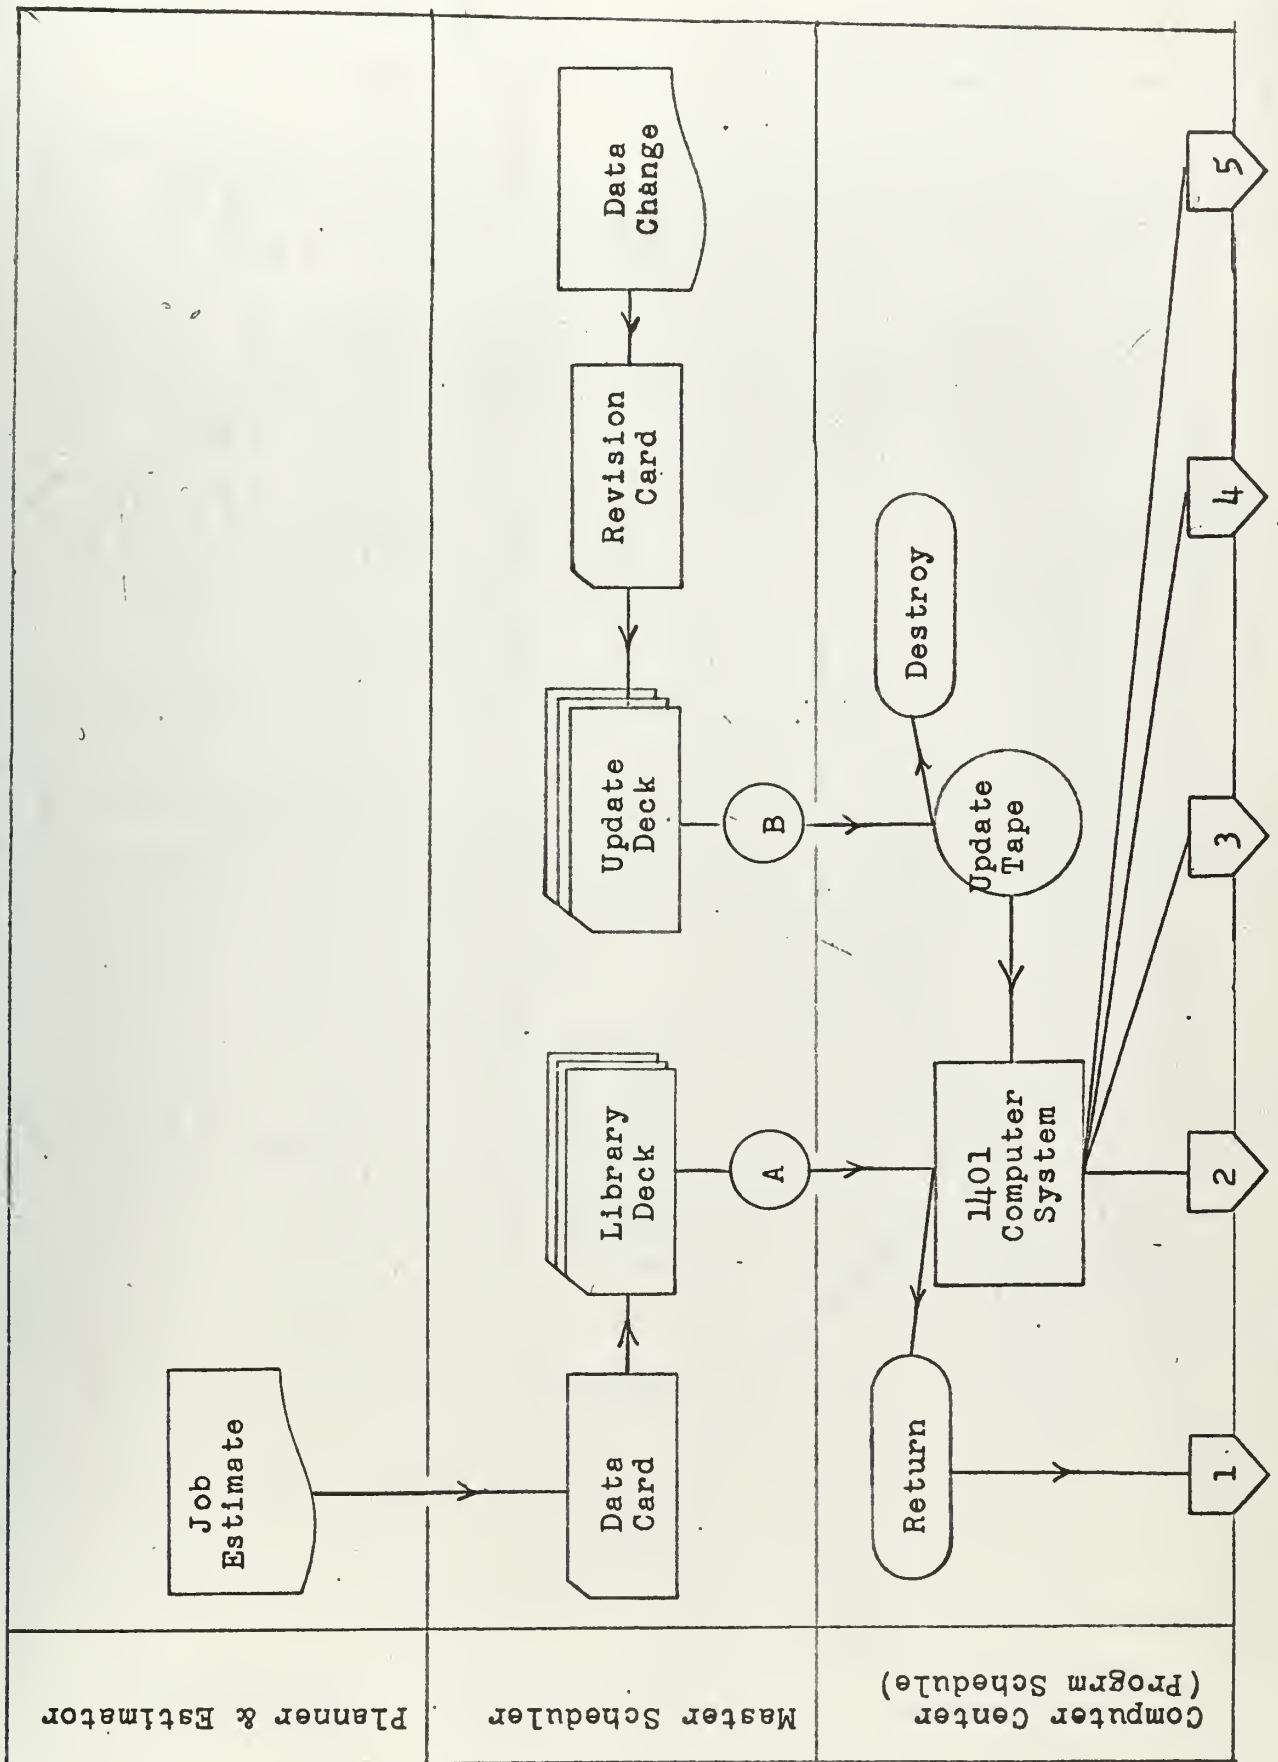 Planner & Estimator
Job
Estimate
Master Scheduler
Data
Card
Library
Deck
Update
Deck
Revision
Card
Data
Change
A
B
Computer Center
(Progrm Schedule)
Return
1401
Computer
System
Update
Tape
Destroy
1
2
3
4
5